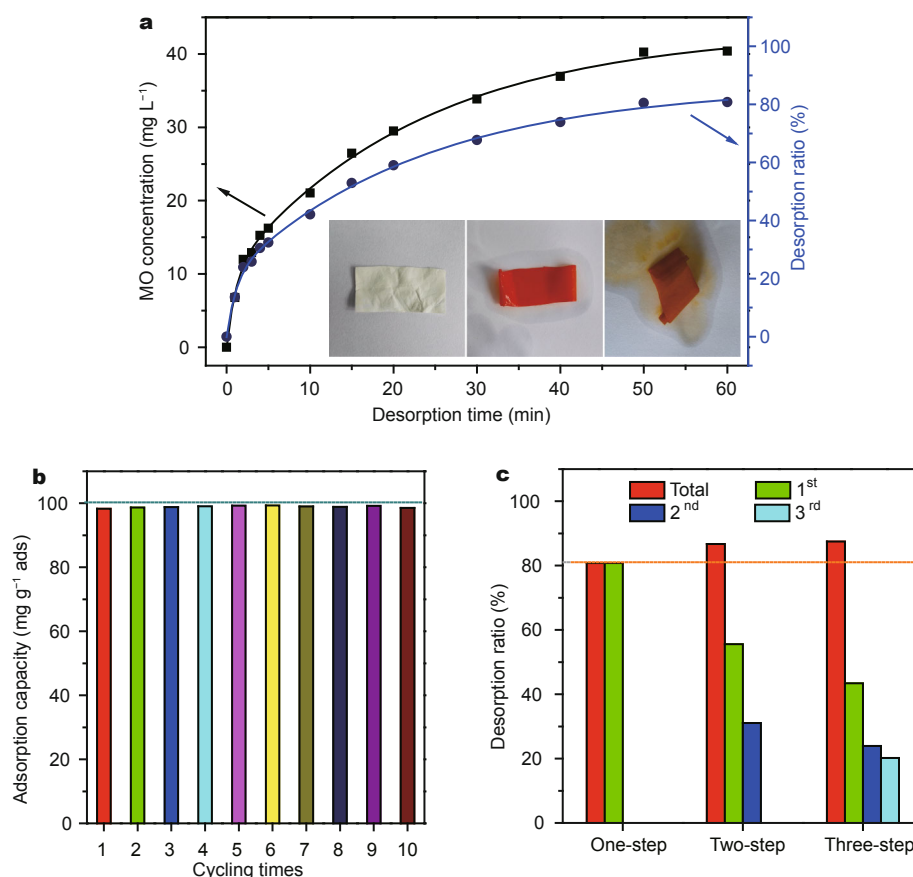 a
MO concentration (mg L⁻¹)
40
30
20
10
0
100
80
60
40
20
0
Desorption ratio (%)
0 10 20 30 40 50 60
Desorption time (min)
b
Adsorption capacity (mg g⁻¹ ads)
120
100
80
60
40
20
0
1 2 3 4 5 6 7 8 9 10
Cycling times
c
Desorption ratio (%)
100
80
60
40
20
0
Total 1st
2nd 3rd
One-step Two-step Three-step